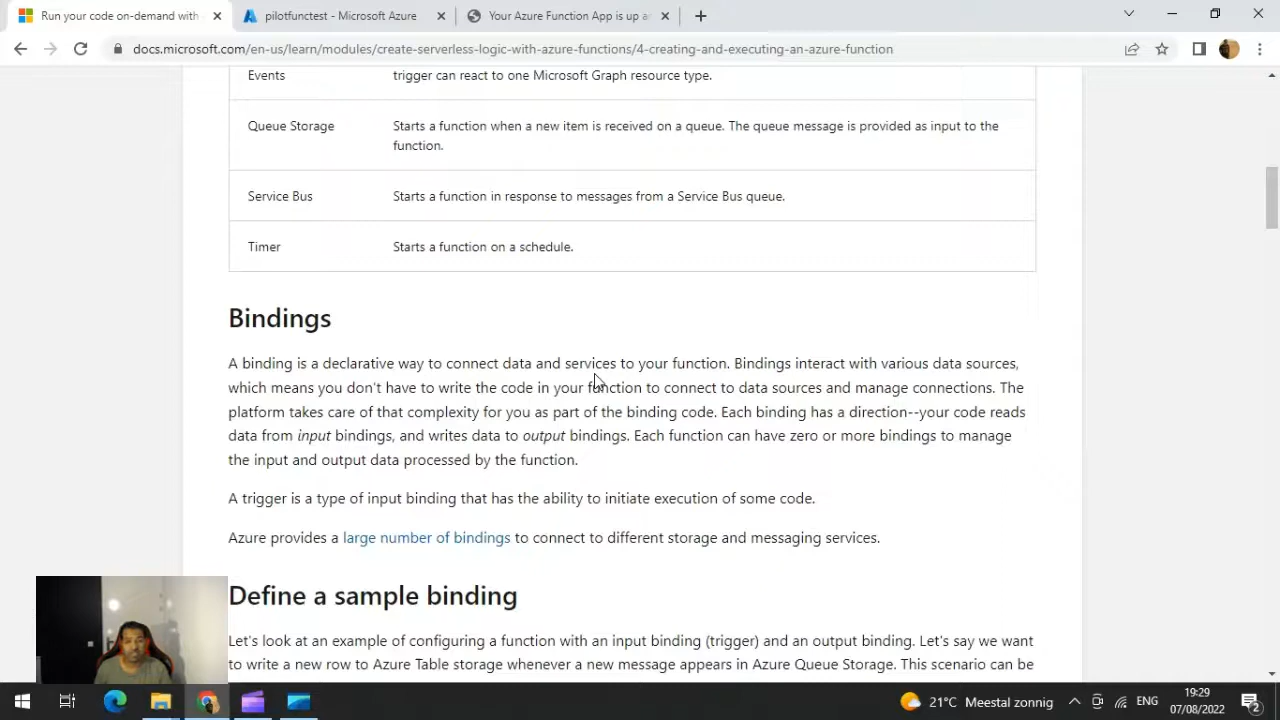 Run your code on-demand with
pilotfunctest - Microsoft Azure
Your Azure Function App is up a
docs.microsoft.com/en-us/learn/modules/create-serverless-logic-with-azure-functions/4-creating-and-executing-an-azure-function
Events
trigger can react to one Microsoft Graph resource type.
Queue Storage
Starts a function when a new item is received on a queue. The queue message is provided as input to the
function.
Service Bus
Starts a function in response to messages from a Service Bus queue.
Timer
Starts a function on a schedule.
Bindings
A binding is a declarative way to connect data and services to your function. Bindings interact with various data sources,
which means you don't have to write the code in your function to connect to data sources and manage connections. The
platform takes care of that complexity for you as part of the binding code. Each binding has a direction--your code reads
data from input bindings, and writes data to output bindings. Each function can have zero or more bindings to manage
the input and output data processed by the function.
A trigger is a type of input binding that has the ability to initiate execution of some code.
Azure provides a large number of bindings to connect to different storage and messaging services.
Define a sample binding
Let's look at an example of configuring a function with an input binding (trigger) and an output binding. Let's say we want
to write a new row to Azure Table storage whenever a new message appears in Azure Queue Storage. This scenario can be
21°C Meestal zonnig
ENG
19:29
07/08/2022
2